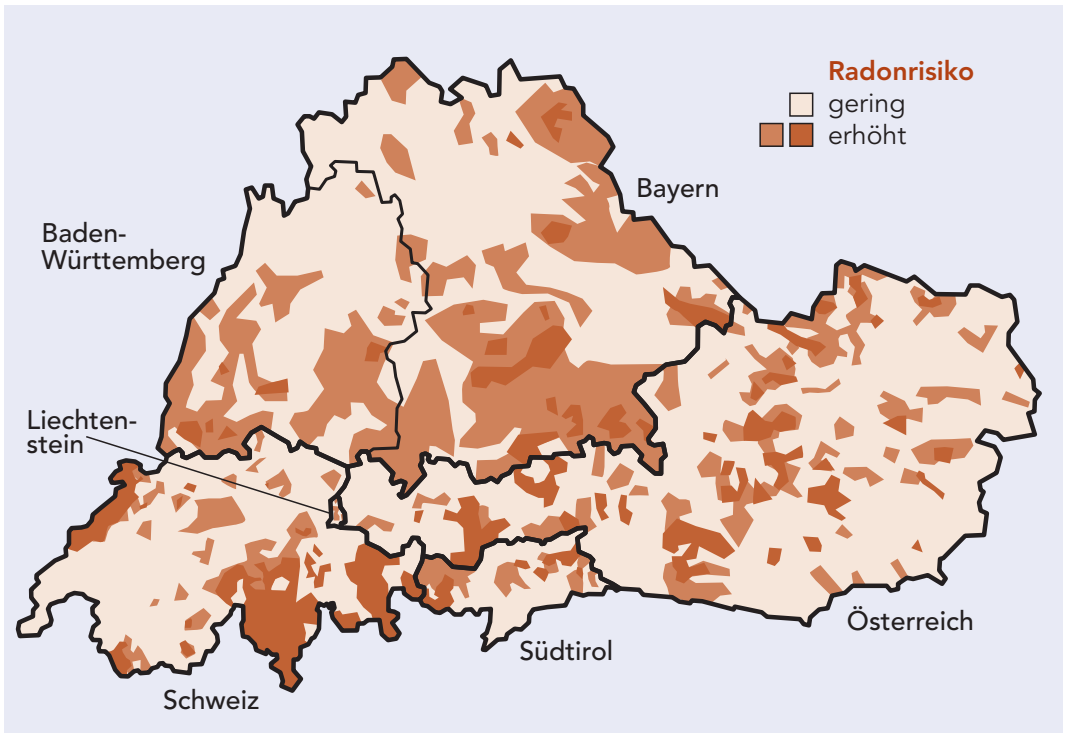 Radonrisiko
gering
erhöht
Bayern
Baden-
Württemberg
Liechten-
stein
Österreich
Südtirol
Schweiz